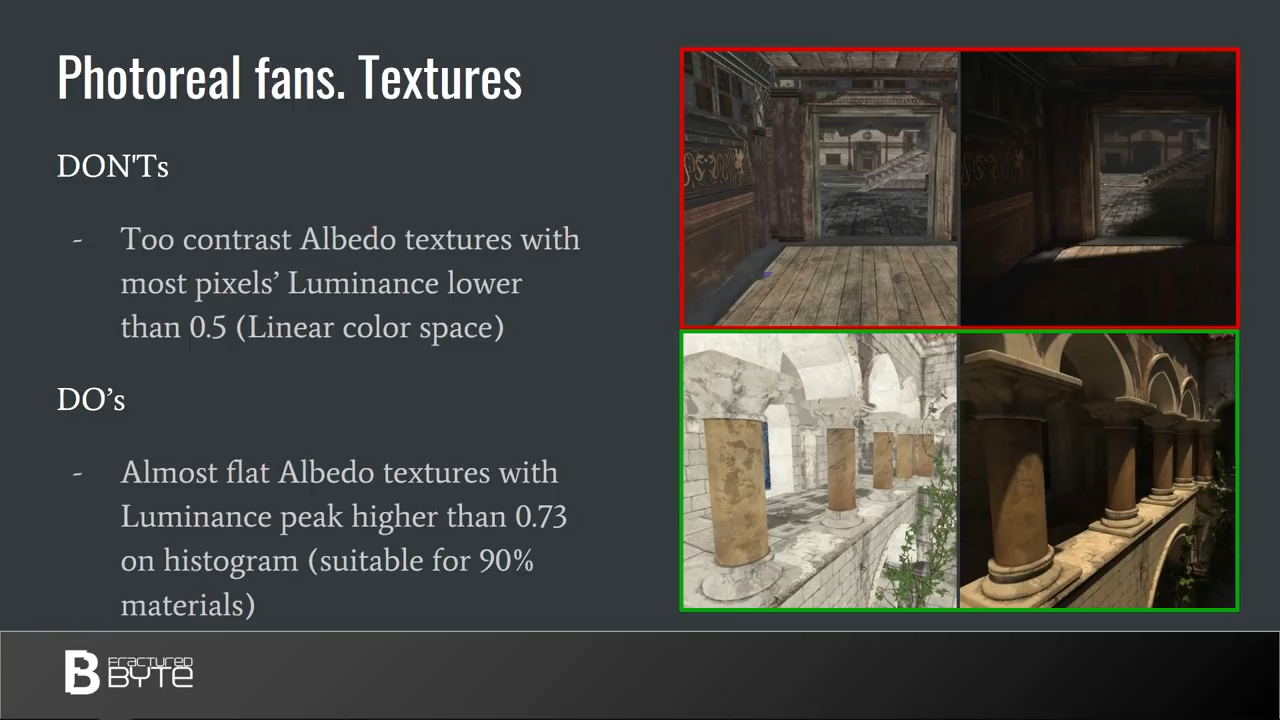 Photoreal fans. Textures
DON'Ts
- Too contrast Albedo textures with
most pixels’ Luminance lower
than 0.5 (Linear color space)
DO’s
- Almost flat Albedo textures with
Luminance peak higher than 0.73
on histogram (suitable for 90%
materials)
B Fractured
BYTe